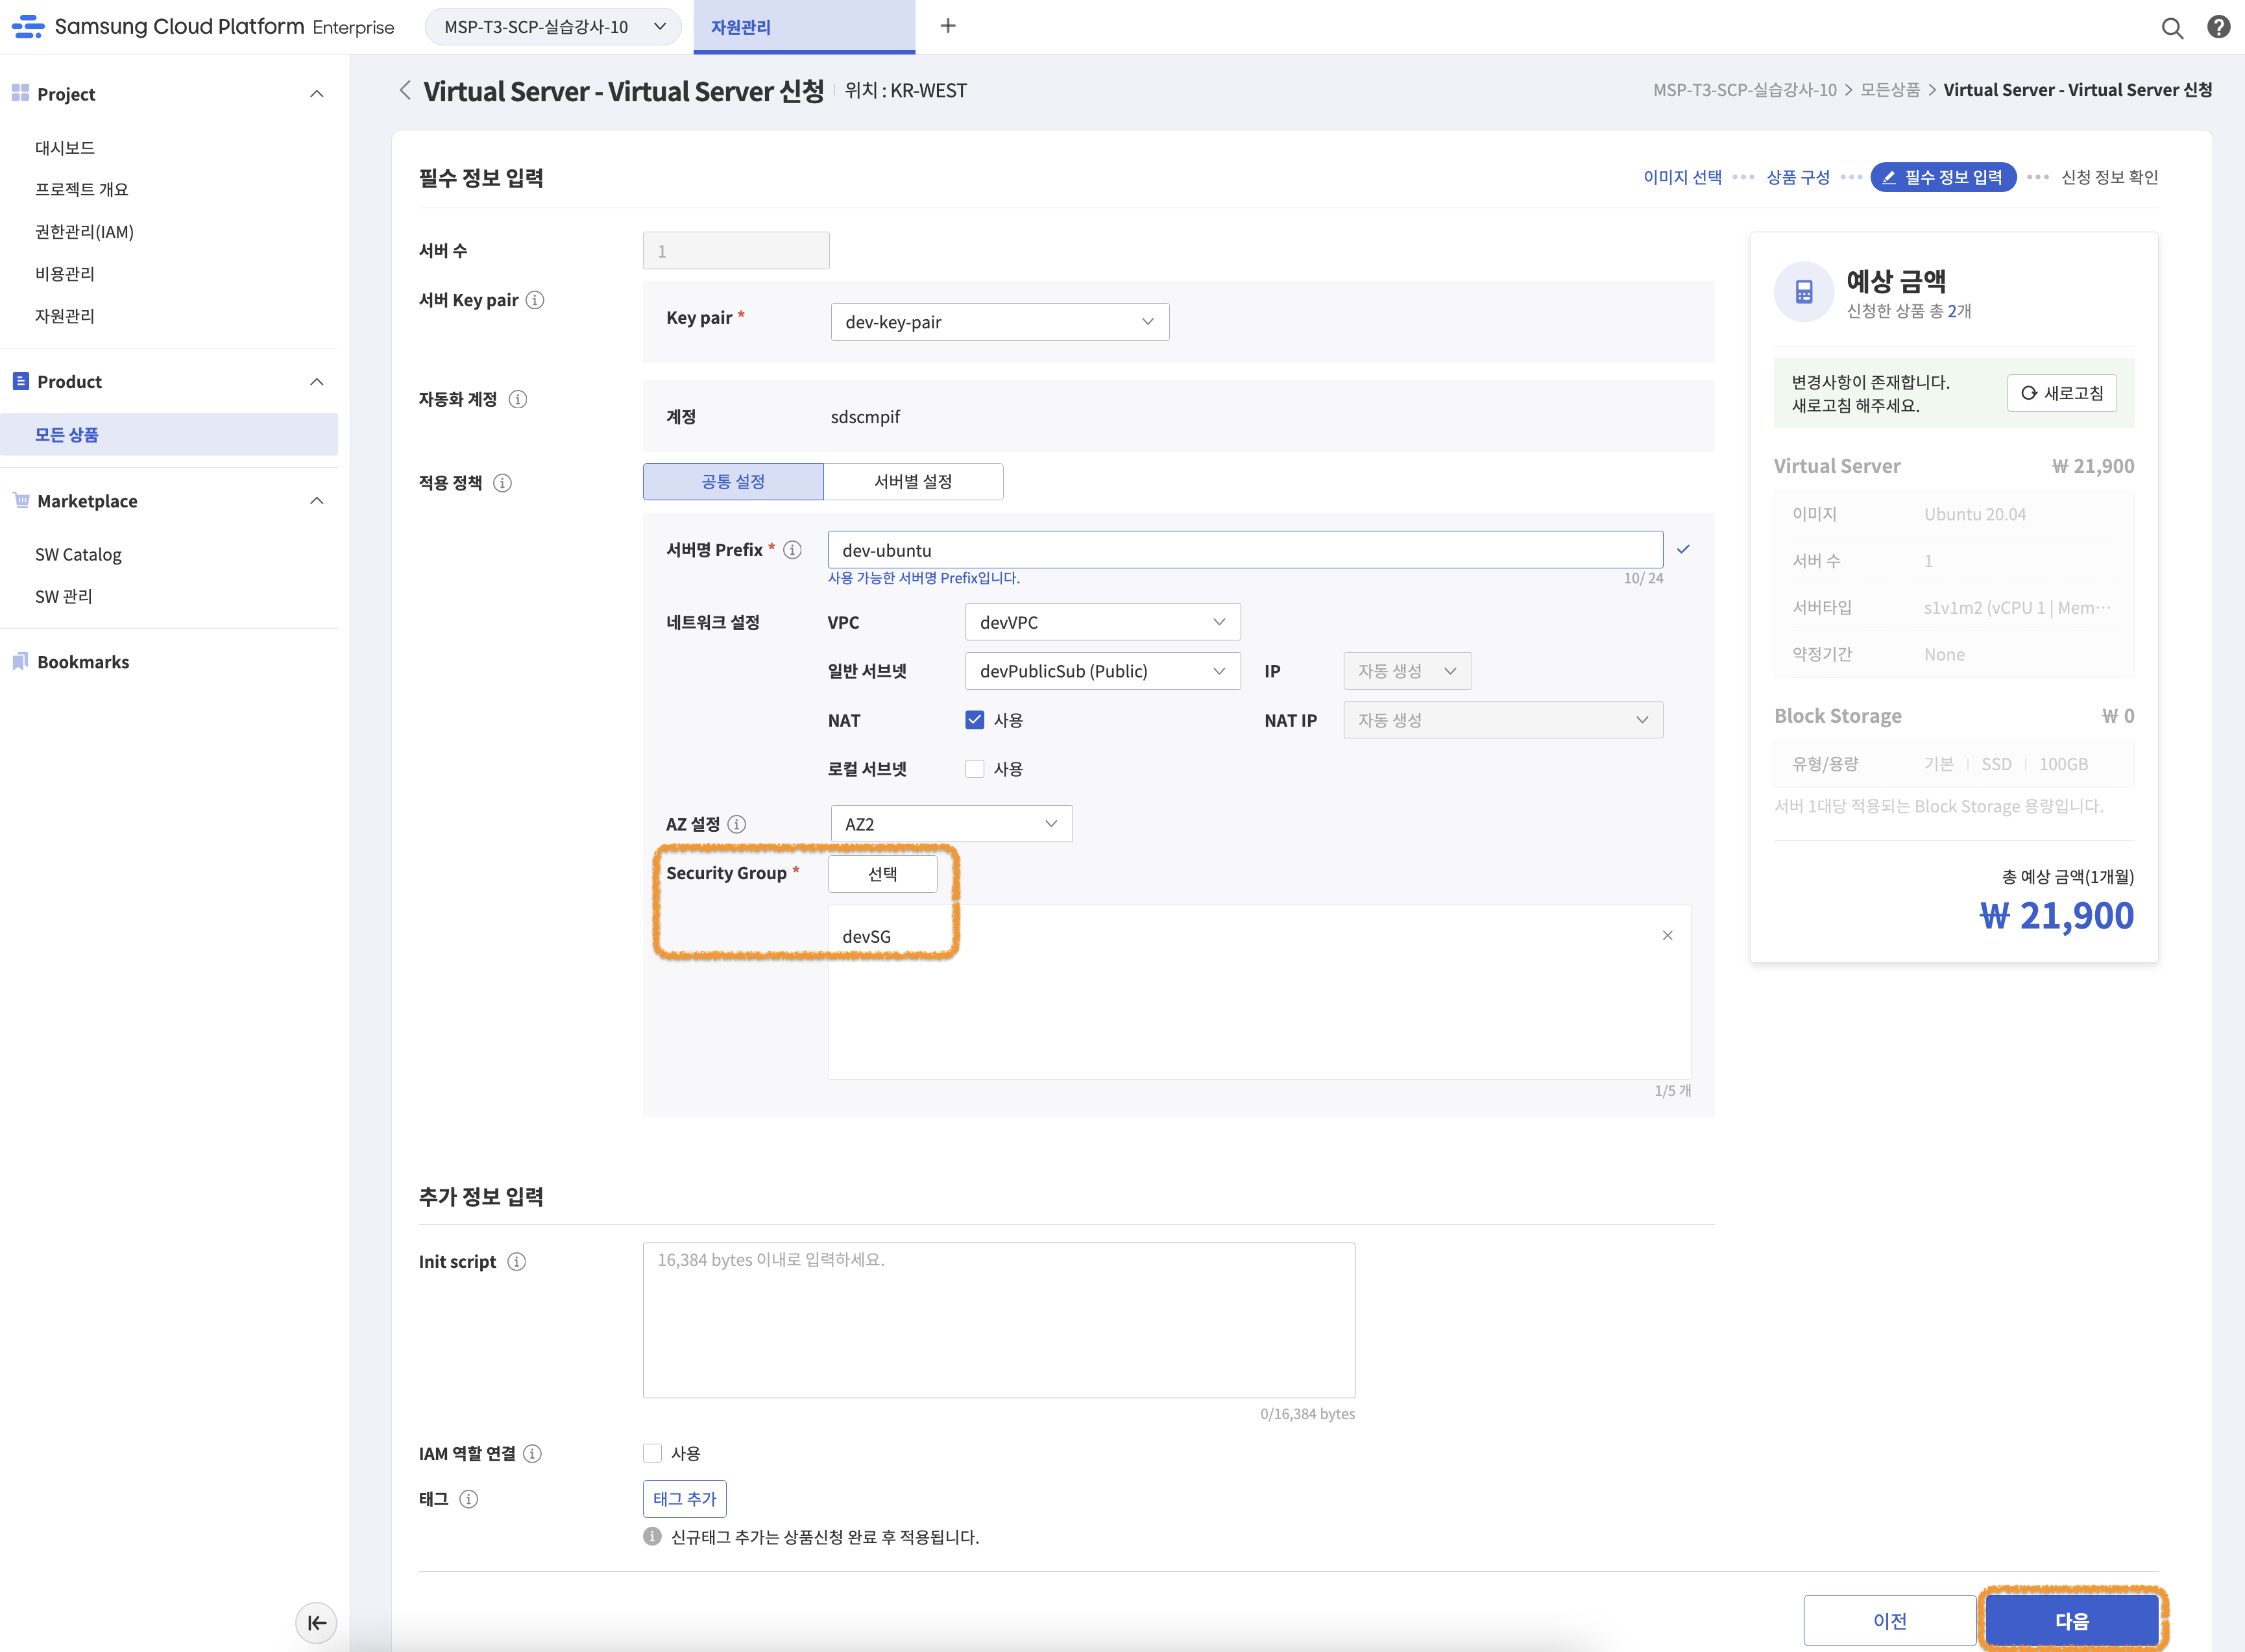 Samsung Cloud Platform Enterprise
MSP-T3-SCP-실습강사-10
자원관리
Project
대시보드
프로젝트 개요
권한관리(IAM)
비용관리
자원관리
Product
모든 상품
Marketplace
SW Catalog
SW 관리
Bookmarks
Virtual Server - Virtual Server 신청
위치 : KR-WEST
MSP-T3-SCP-실습강사-10 > 모든상품 > Virtual Server - Virtual Server 신청
필수 정보 입력
이미지 선택 ••• 상품 구성 ••• 필수 정보 입력 ••• 신청 정보 확인
서버 수
1
서버 Key pair
Key pair *
dev-key-pair
자동화 계정
계정
sdscmpif
적용 정책
공통 설정
서버별 설정
서버명 Prefix *
dev-ubuntu
사용 가능한 서버명 Prefix입니다.
10/ 24
네트워크 설정
VPC
devVPC
일반 서브넷
devPublicSub (Public)
IP
자동 생성
NAT
사용
NAT IP
자동 생성
로컬 서브넷
사용
AZ 설정
AZ2
Security Group *
선택
devSG
1/5 개
예상 금액
신청한 상품 총 2개
변경사항이 존재합니다.
새로고침 해주세요.
새로고침
Virtual Server
₩ 21,900
이미지
Ubuntu 20.04
서버 수
1
서버타입
s1v1m2 (vCPU 1 | Mem···
약정기간
None
Block Storage
₩ 0
유형/용량
기본 | SSD | 100GB
서버 1대당 적용되는 Block Storage 용량입니다.
총 예상 금액(1개월)
₩ 21,900
추가 정보 입력
Init script
16,384 bytes 이내로 입력하세요.
0/16,384 bytes
IAM 역할 연결
사용
태그
태그 추가
신규태그 추가는 상품신청 완료 후 적용됩니다.
이전
다음